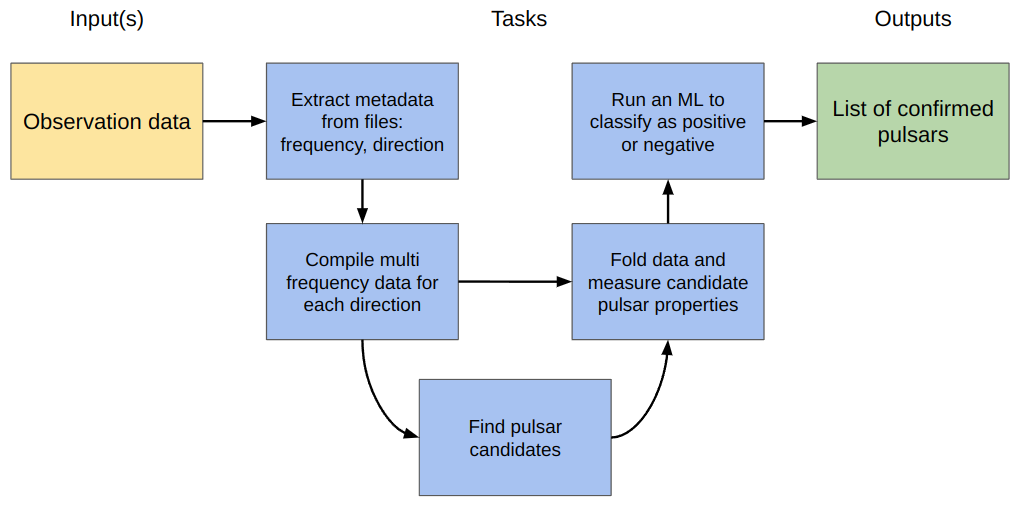 Input(s)
Tasks
Outputs
Observation data
Extract metadata
from files:
frequency, direction
Run an ML to
classify as positive
or negative
List of confirmed
pulsars
Compile multi
frequency data for
each direction
Fold data and
measure candidate
pulsar properties
Find pulsar
candidates